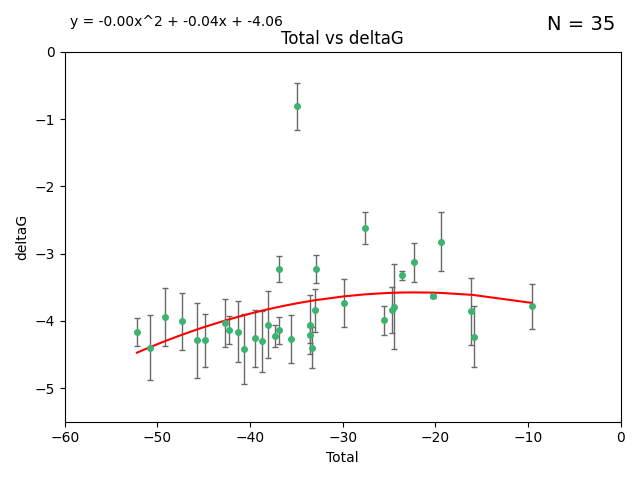 y = -0.00x^2 + -0.04x + -4.06
N = 35
Total vs deltaG
0
−1
−2
−3
−4
−5
deltaG
−60 −50 −40 −30 −20 −10 0
Total